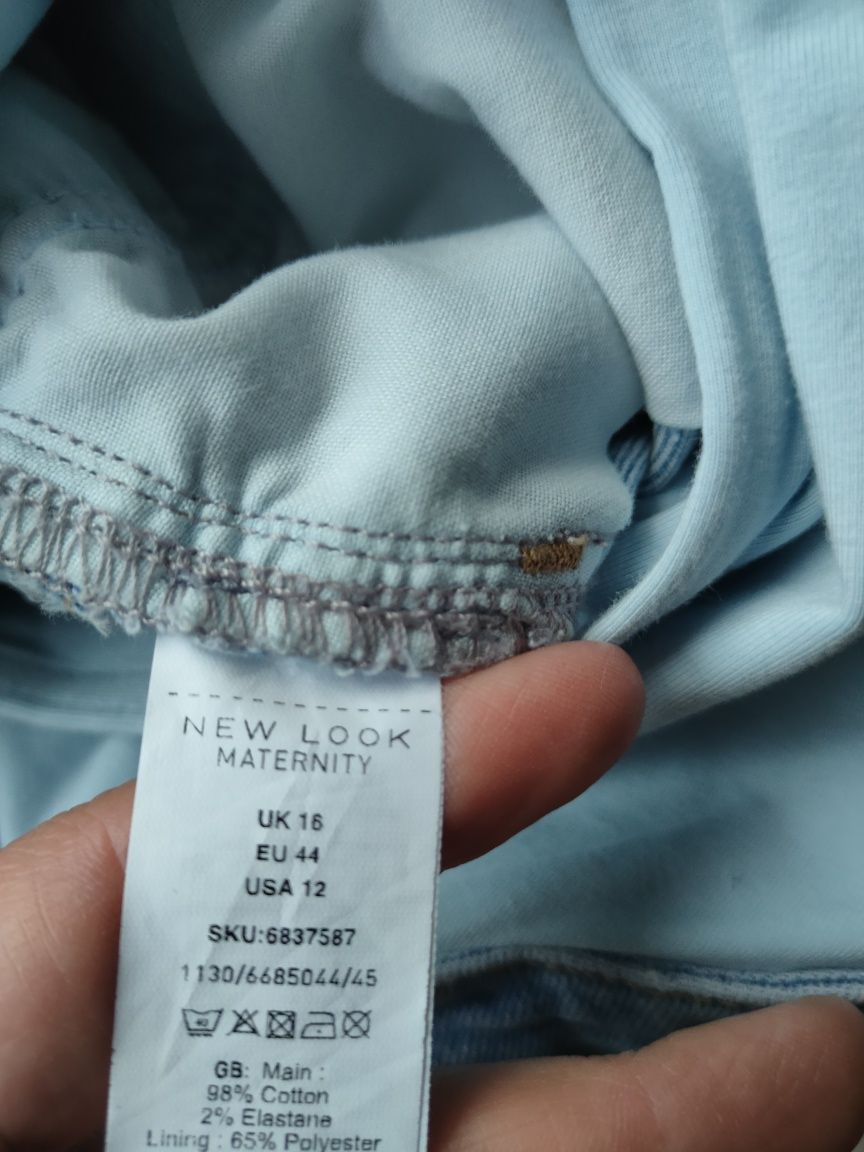 NEW LOOK
MATERNITY
UK 16
EU 44
USA 12
SKU:6837587
1130/6685044/45
40
GB: Main :
98% Cotton
2% Elastane
Lining : 65% Polyester